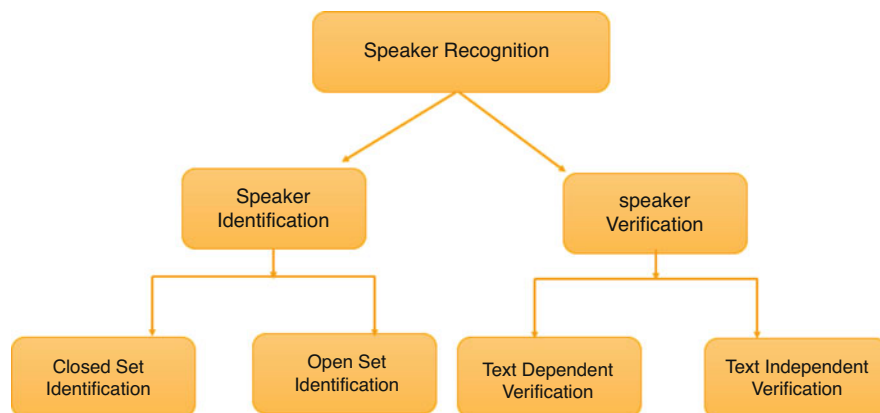 Speaker Recognition
Speaker
Identification
speaker
Verification
Closed Set
Identification
Open Set
Identification
Text Dependent
Verification
Text Independent
Verification